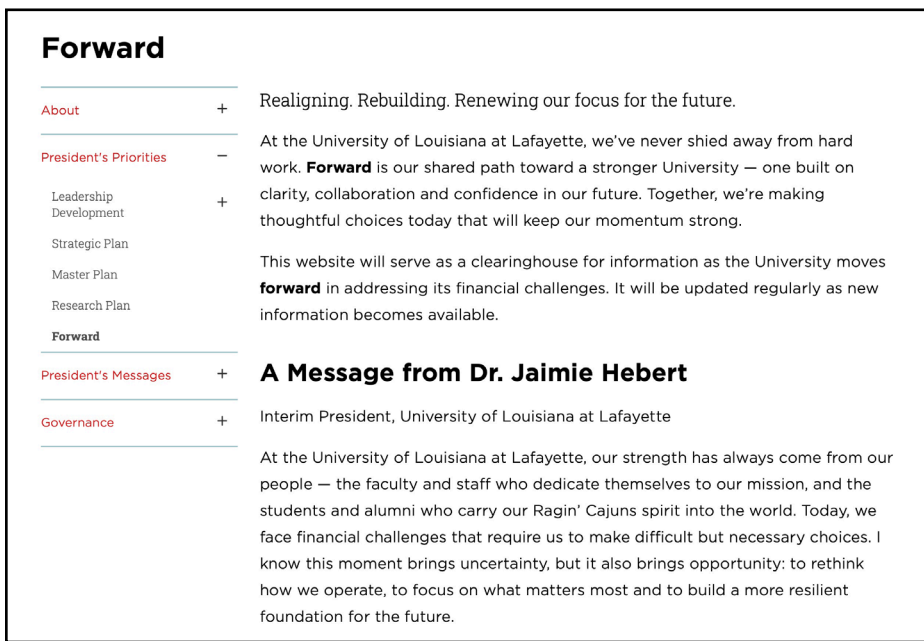 Forward
About +
President's Priorities −
Leadership
Development +
Strategic Plan
Master Plan
Research Plan
Forward
President's Messages +
Governance +
Realigning. Rebuilding. Renewing our focus for the future.
At the University of Louisiana at Lafayette, we’ve never shied away from hard
work. Forward is our shared path toward a stronger University — one built on
clarity, collaboration and confidence in our future. Together, we’re making
thoughtful choices today that will keep our momentum strong.
This website will serve as a clearinghouse for information as the University moves
forward in addressing its financial challenges. It will be updated regularly as new
information becomes available.
A Message from Dr. Jaimie Hebert
Interim President, University of Louisiana at Lafayette
At the University of Louisiana at Lafayette, our strength has always come from our
people — the faculty and staff who dedicate themselves to our mission, and the
students and alumni who carry our Ragin’ Cajuns spirit into the world. Today, we
face financial challenges that require us to make difficult but necessary choices. I
know this moment brings uncertainty, but it also brings opportunity: to rethink
how we operate, to focus on what matters most and to build a more resilient
foundation for the future.